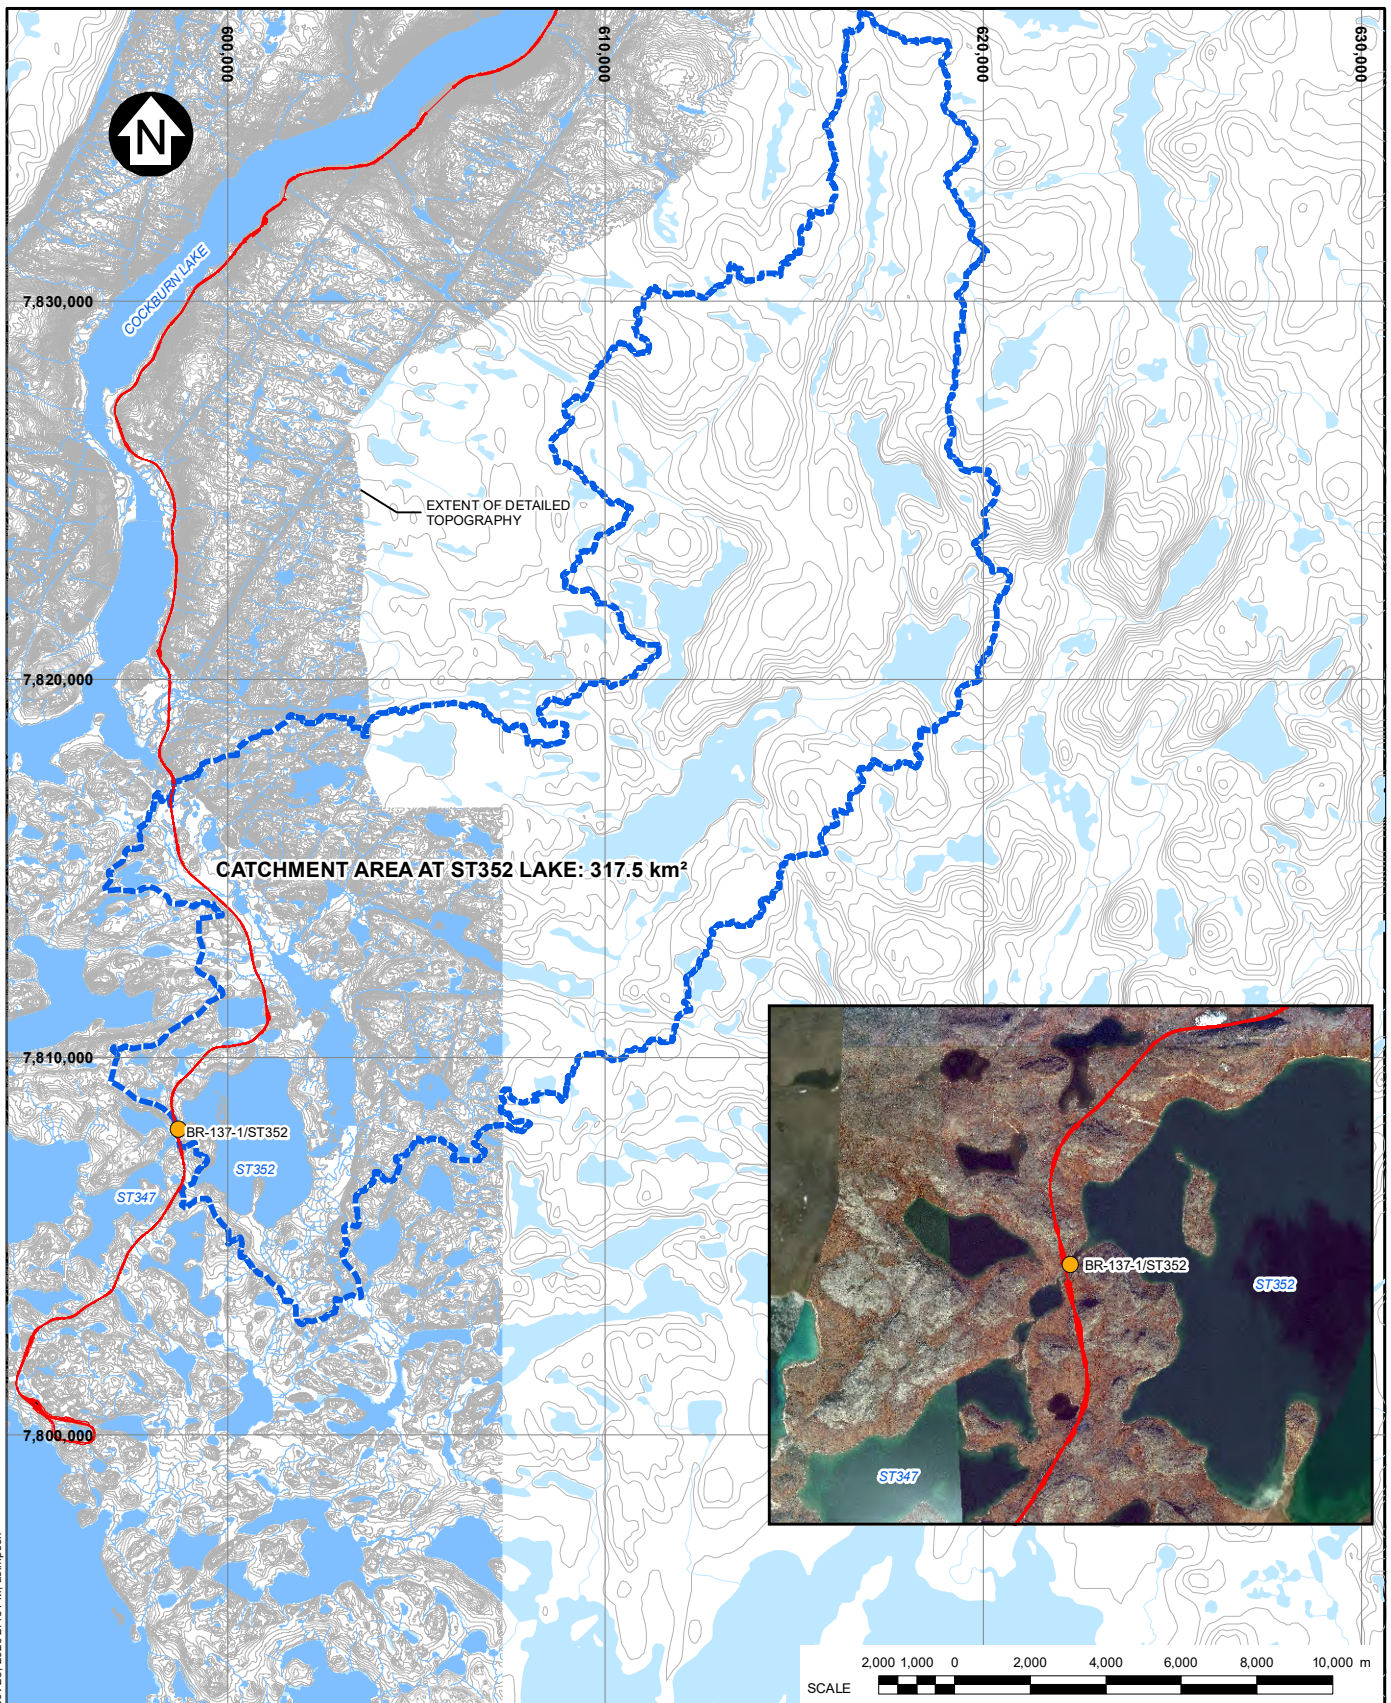 600,000
610,000
620,000
630,000
N
COCKBURN LAKE
7,830,000
EXTENT OF DETAILED
TOPOGRAPHY
7,820,000
CATCHMENT AREA AT ST352 LAKE: 317.5 km²
7,810,000
BR-137-1/ST352
ST352
ST347
BR-137-1/ST352
ST352
ST347
7,800,000
2,000 1,000 0 2,000 4,000 6,000 8,000 10,000 m
SCALE